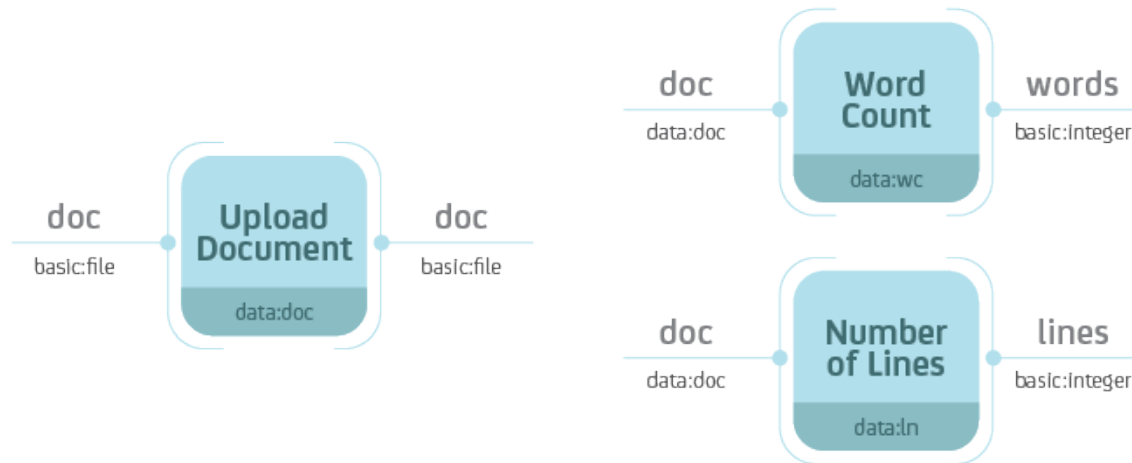 doc
basic:file
Upload
Document
data:doc
doc
basic:file
doc
data:doc
Word
Count
data:wc
words
basic:integer
doc
data:doc
Number
of Lines
data:ln
lines
basic:integer